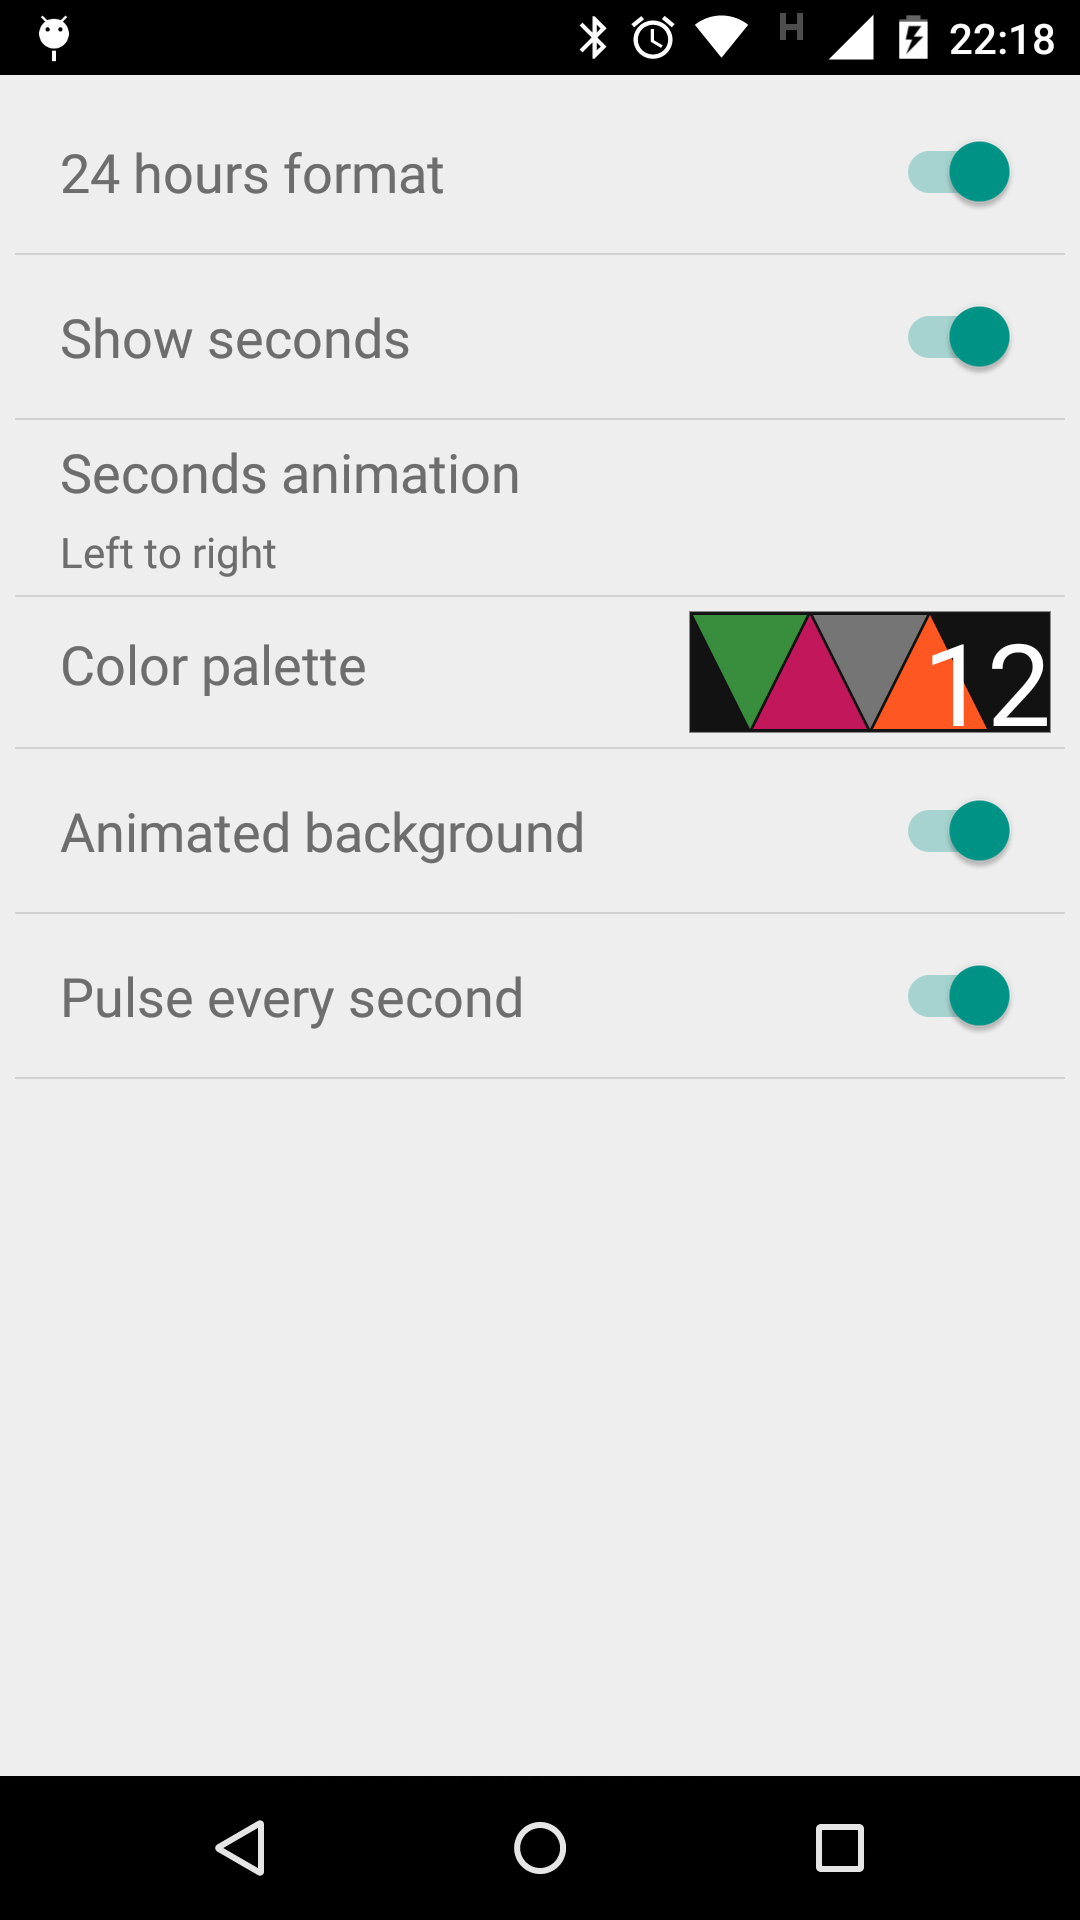 H 22:18
24 hours format
Show seconds
Seconds animation
Left to right
Color palette
12
Animated background
Pulse every second